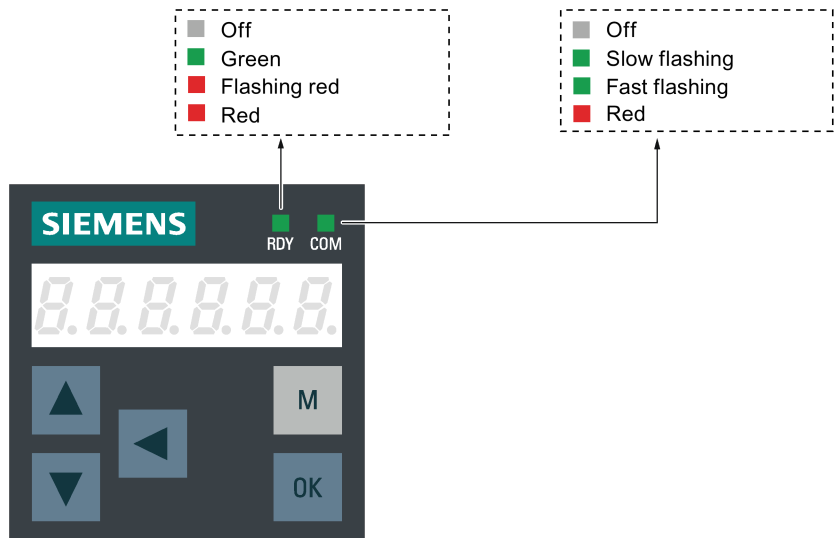 Off
Green
Flashing red
Red
Off
Slow flashing
Fast flashing
Red
SIEMENS
RDY COM
8.8.8.8.8.8.
M
OK